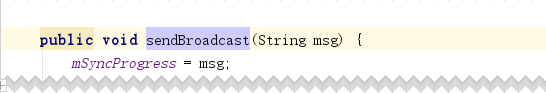 public void sendBroadcast(String msg) {
mSyncProgress = msg;